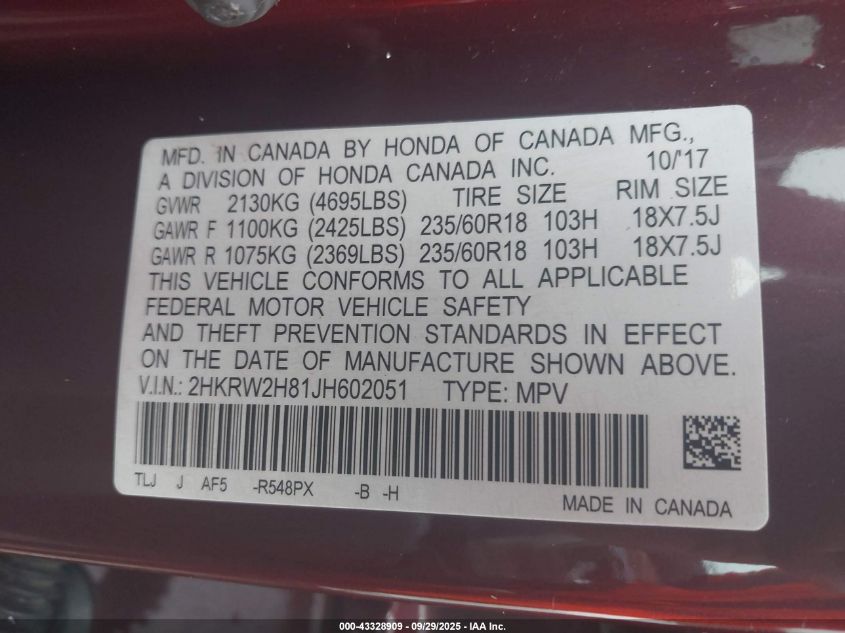 MFD. IN CANADA BY HONDA OF CANADA MFG.,
A DIVISION OF HONDA CANADA INC. 10/'17
GVWR 2130KG (4695LBS) TIRE SIZE RIM SIZE
GAWR F 1100KG (2425LBS) 235/60R18 103H 18X7.5J
GAWR R 1075KG (2369LBS) 235/60R18 103H 18X7.5J
THIS VEHICLE CONFORMS TO ALL APPLICABLE
FEDERAL MOTOR VEHICLE SAFETY
AND THEFT PREVENTION STANDARDS IN EFFECT
ON THE DATE OF MANUFACTURE SHOWN ABOVE.
V.I.N.: 2HKRW2H81JH602051 TYPE: MPV
TLJ J AF5 -R548PX -B -H
MADE IN CANADA
000-43328909 - 09/29/2025 - IAA Inc.